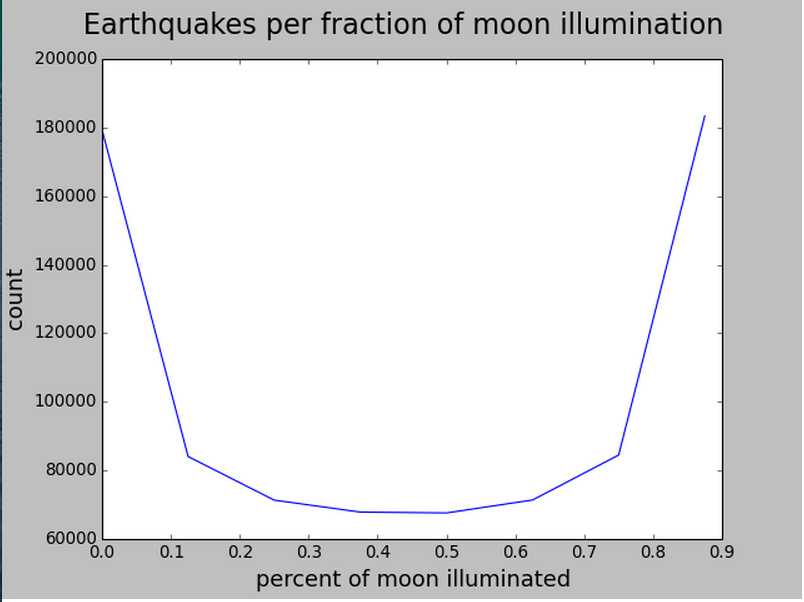 Earthquakes per fraction of moon illumination
200000
180000
160000
140000
120000
100000
80000
60000
count
0.0 0.1 0.2 0.3 0.4 0.5 0.6 0.7 0.8 0.9
percent of moon illuminated